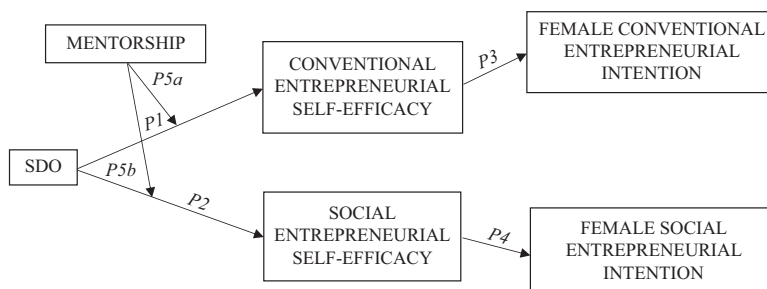 MENTORSHIP
P5a
P1
SDO
P5b
P2
CONVENTIONAL
ENTREPRENEURIAL
SELF-EFFICACY
P3
FEMALE CONVENTIONAL
ENTREPRENEURIAL
INTENTION
SOCIAL
ENTREPRENEURIAL
SELF-EFFICACY
P4
FEMALE SOCIAL
ENTREPRENEURIAL
INTENTION